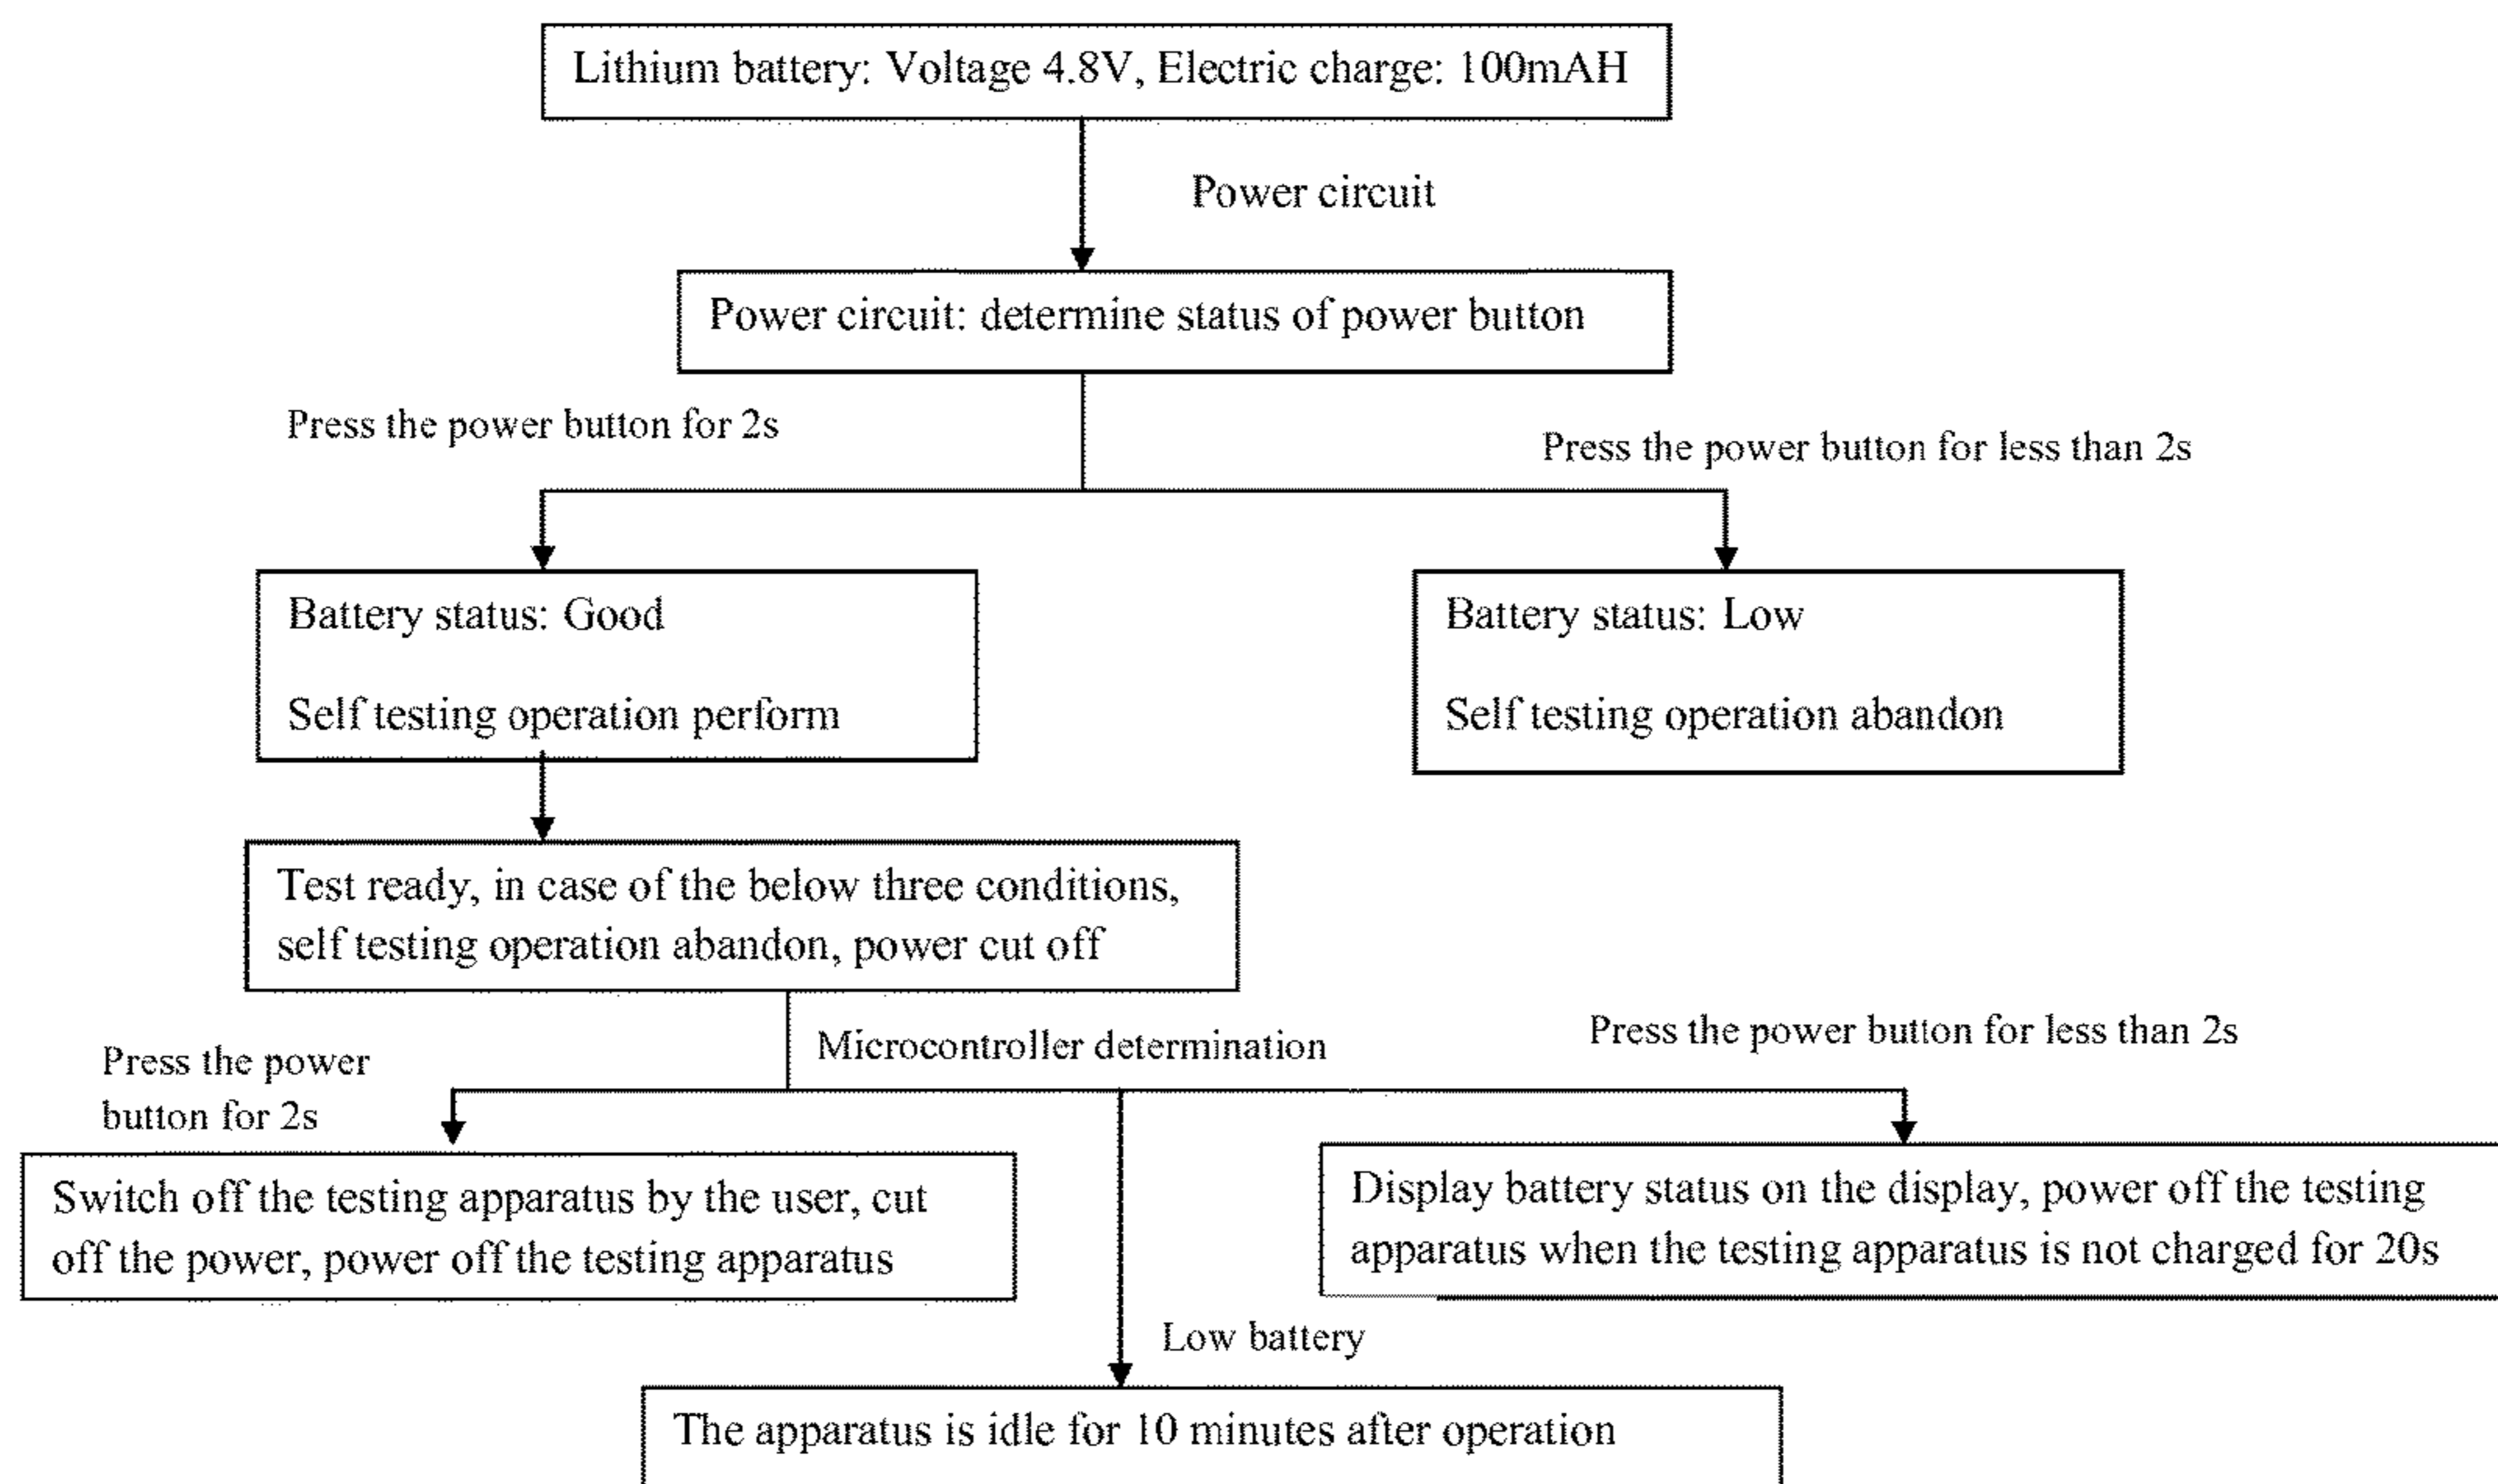 Lithium battery: Voltage 4.8V, Electric charge: 100mAH
Power circuit
Power circuit: determine status of power button
Press the power button for 2s
Press the power button for less than 2s
Battery status: Good
Self testing operation perform
Battery status: Low
Self testing operation abandon
Test ready, in case of the below three conditions,
self testing operation abandon, power cut off
Microcontroller determination
Press the power
button for 2s
Press the power button for less than 2s
Switch off the testing apparatus by the user, cut
off the power, power off the testing apparatus
Display battery status on the display, power off the testing
apparatus when the testing apparatus is not charged for 20s
Low battery
The apparatus is idle for 10 minutes after operation